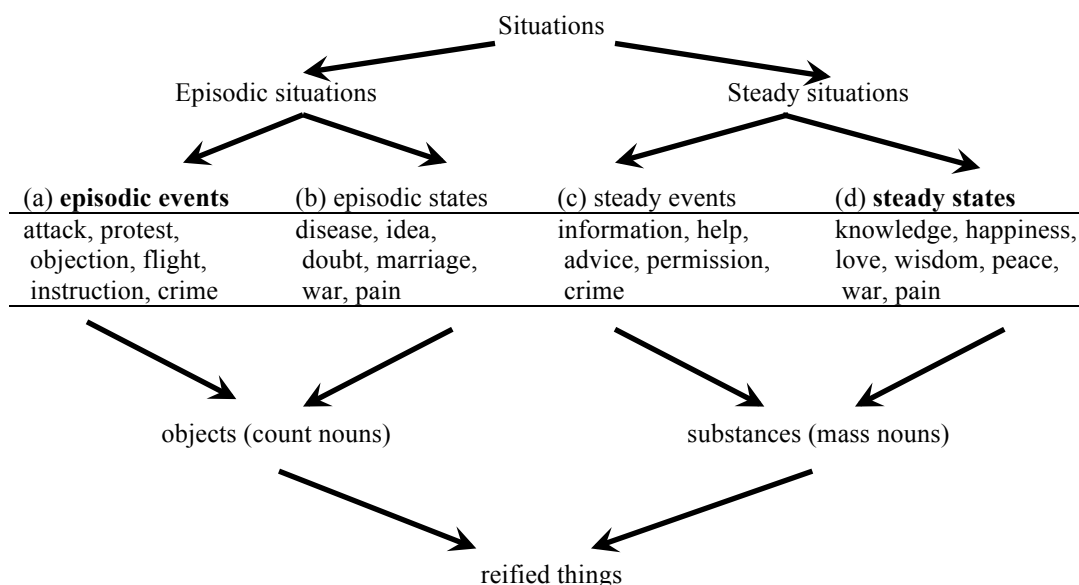 Situations
Episodic situations Steady situations
(a) episodic events (b) episodic states (c) steady events (d) steady states
attack, protest, disease, idea, information, help, knowledge, happiness,
objection, flight, doubt, marriage, advice, permission, love, wisdom, peace,
instruction, crime war, pain crime war, pain
objects (count nouns) substances (mass nouns)
reified things